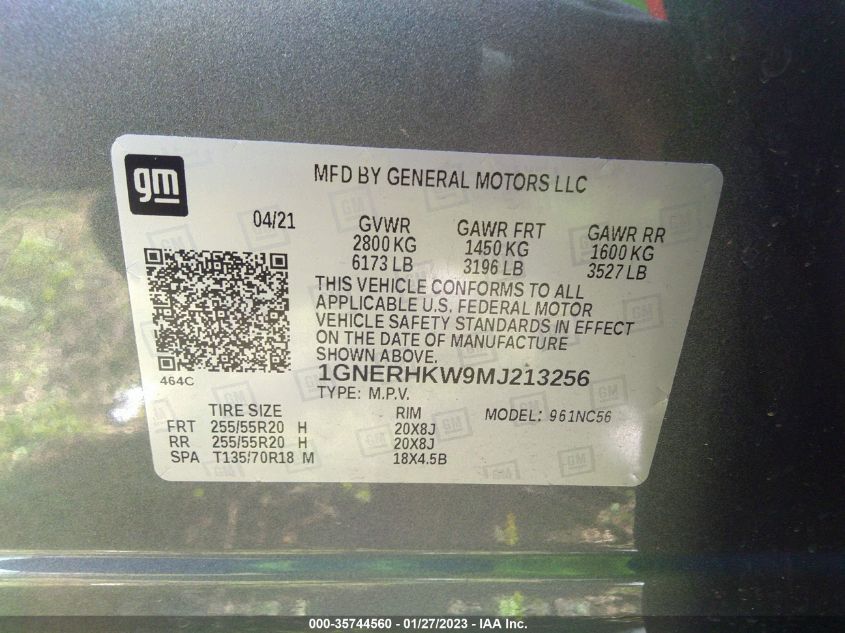 gm
MFD BY GENERAL MOTORS LLC
04/21
GVWR GAWR FRT GAWR RR
2800 KG 1450 KG 1600 KG
6173 LB 3196 LB 3527 LB
THIS VEHICLE CONFORMS TO ALL
APPLICABLE U.S. FEDERAL MOTOR
VEHICLE SAFETY STANDARDS IN EFFECT
ON THE DATE OF MANUFACTURE
SHOWN ABOVE.
464C
1GNERHKW9MJ213256
TYPE: M.P.V.
TIRE SIZE RIM MODEL: 961NC56
FRT 255/55R20 H 20X8J
RR 255/55R20 H 20X8J
SPA T135/70R18 M 18X4.5B
000-35744560 - 01/27/2023 - IAA Inc.